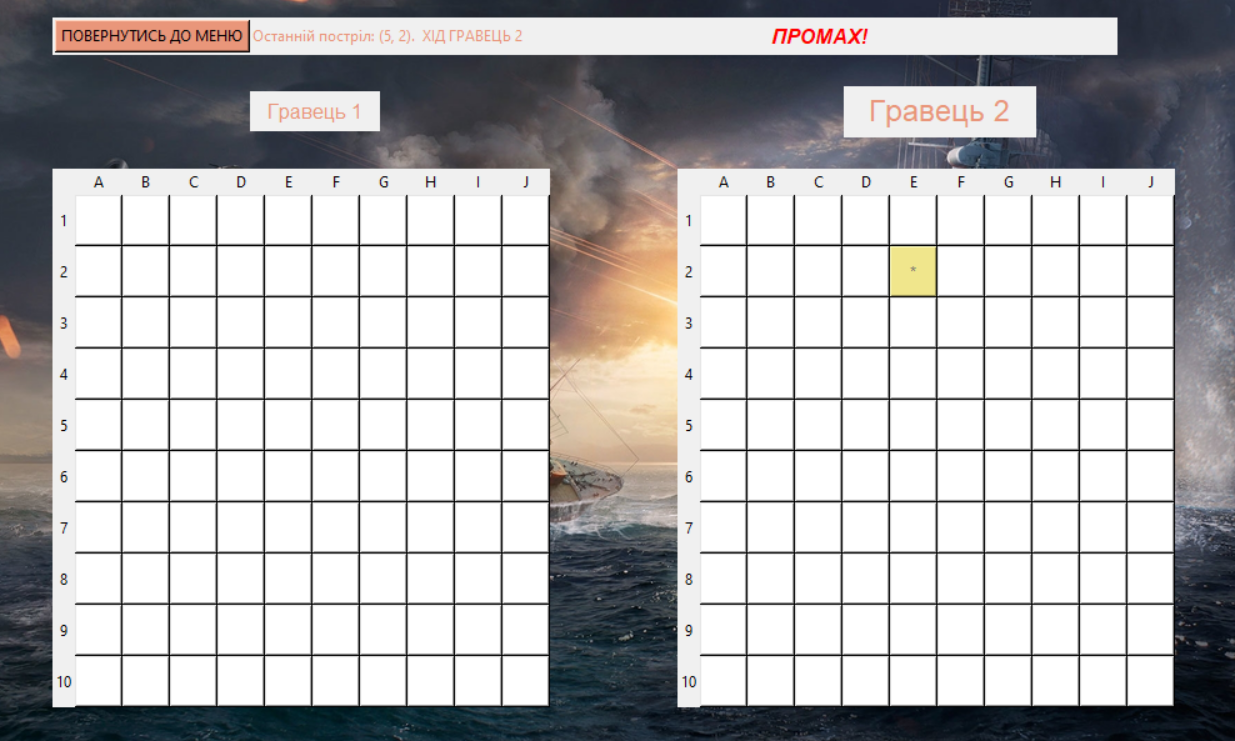 ПОВЕРНУТИСЬ ДО МЕНЮ Останній постріл: (5, 2). ХІД ГРАВЕЦЬ 2 ПРОМАХ!
Гравець 1 Гравець 2
A B C D E F G H I J A B C D E F G H I J
1 1
2 2 *
3 3
4 4
5 5
6 6
7 7
8 8
9 9
10 10